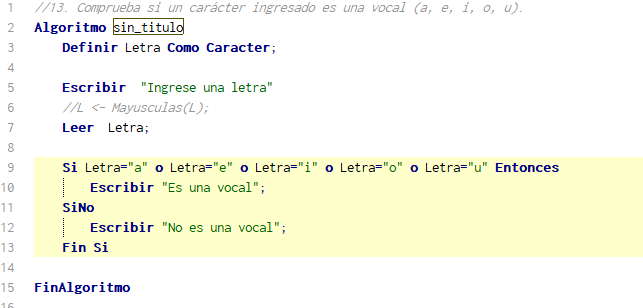 1 //13. Comprueba si un carácter ingresado es una vocal (a, e, i, o, u).
2 Algoritmo sin_titulo
3 Definir Letra Como Caracter;
4
5 Escribir "Ingrese una letra"
6 //L <- Mayusculas(L);
7 Leer Letra;
8
9 Si Letra="a" o Letra="e" o Letra="i" o Letra="o" o Letra="u" Entonces
10 Escribir "Es una vocal";
11 SiNo
12 Escribir "No es una vocal";
13 Fin Si
14
15 FinAlgoritmo
16